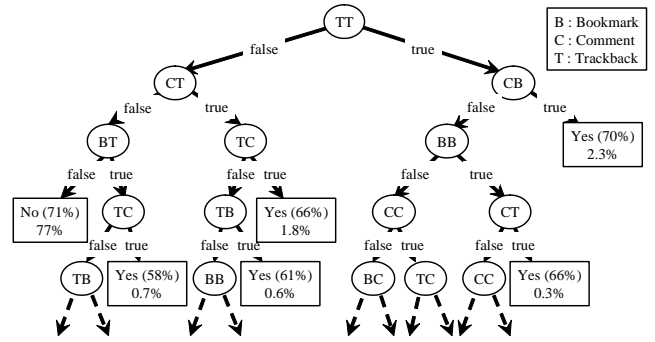 TT
B : Bookmark
C : Comment
T : Trackback
false
true
CT
CB
false
true
false
true
BT
TC
BB
Yes (70%)
2.3%
false
true
false
true
false
true
No (71%)
77%
TC
TB
Yes (66%)
1.8%
CC
CT
false
true
false
true
false
true
false
true
TB
Yes (58%)
0.7%
BB
Yes (61%)
0.6%
BC
TC
CC
Yes (66%)
0.3%